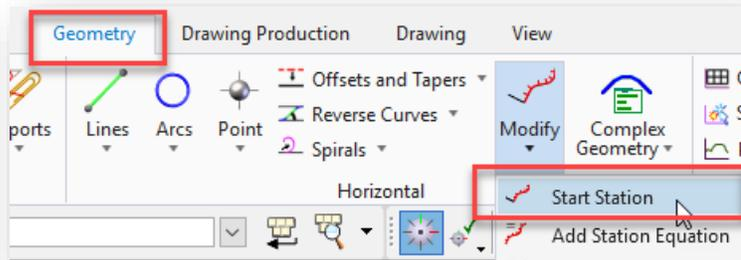 Geometry Drawing Production Drawing View
Offsets and Tapers
Reverse Curves
Spirals
ports Lines Arcs Point Modify Complex Geometry
Horizontal
Start Station
Add Station Equation